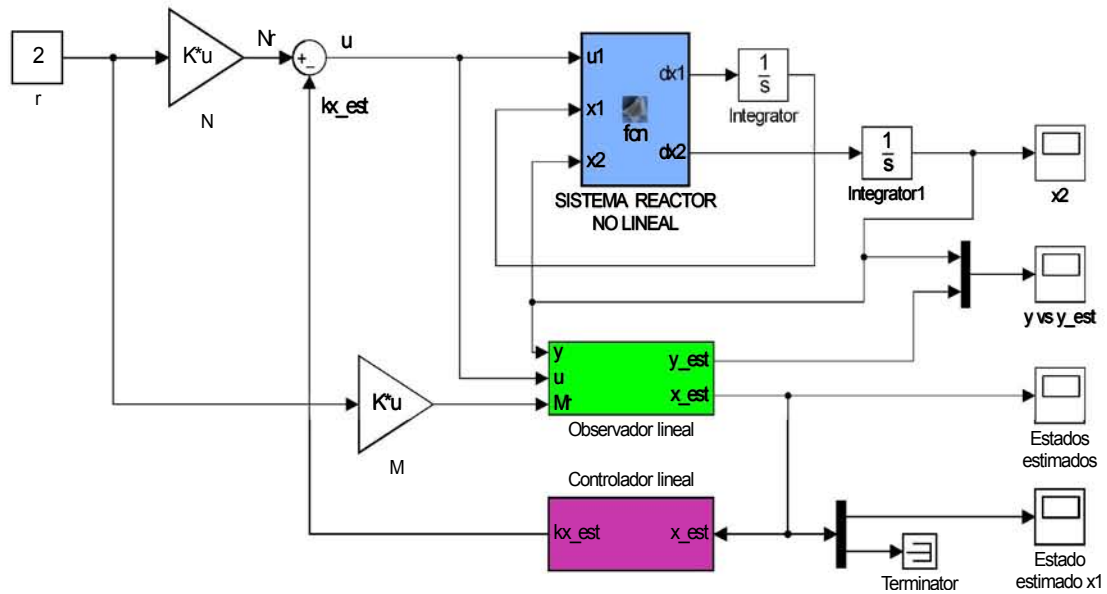 2
r
K*u
N
Nr
+
-
u
kx_est
u1
x1
x2
fcn
dx1
dx2
SISTEMA REACTOR
NO LINEAL
1
s
Integrator
1
s
Integrator1
x2
y vs y_est
y
u
Mr
y_est
x_est
Observador lineal
K*u
M
Estados
estimados
Controlador lineal
kx_est
x_est
Terminator
Estado
estimado x1